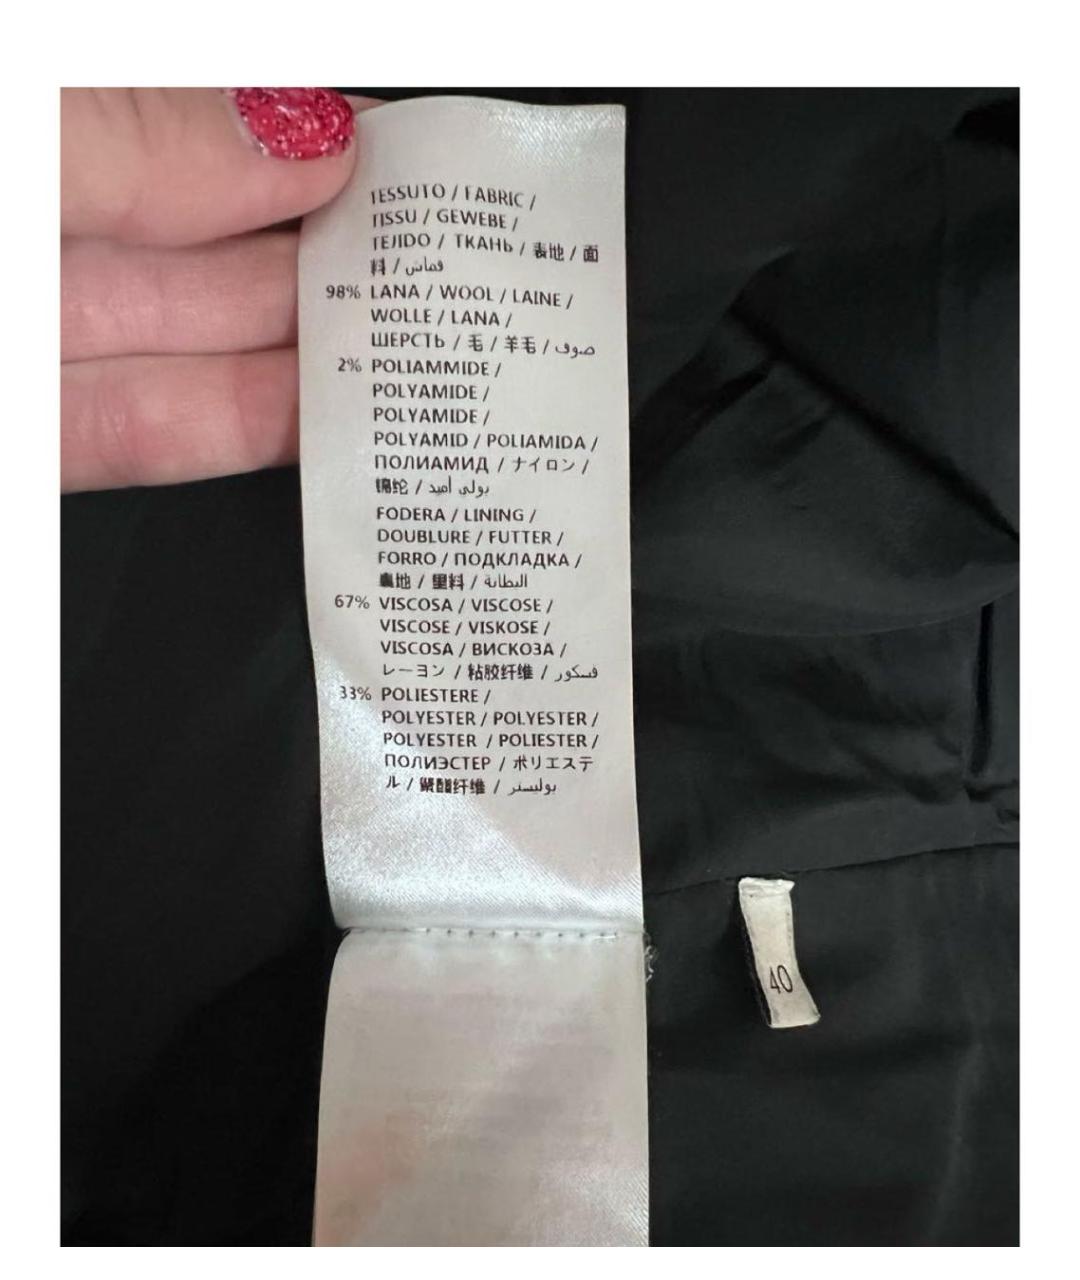 TESSUTO / FABRIC /
TISSU / GEWEBE /
TEJIDO / ТКАНЬ / 表地 / 面
料 / قماش
98% LANA / WOOL / LAINE /
WOLLE / LANA /
ШЕРСТЬ / 毛 / 羊毛 / صوف
2% POLIAMMIDE /
POLYAMIDE /
POLYAMIDE /
POLYAMID / POLIAMIDA /
ПОЛИАМИД / ナイロン /
锦纶 / بولي أميد
FODERA / LINING /
DOUBLURE / FUTTER /
FORRO / ПОДКЛАДКА /
裏地 / 里料 / البطانة
67% VISCOSA / VISCOSE /
VISCOSE / VISKOSE /
VISCOSA / ВИСКОЗА /
レーヨン / 粘胶纤维 / فسكور
33% POLIESTERE /
POLYESTER / POLYESTER /
POLYESTER / POLIESTER /
ПОЛИЭСТЕР / ポリエステ
ル / 聚酯纤维 / بوليستر
40